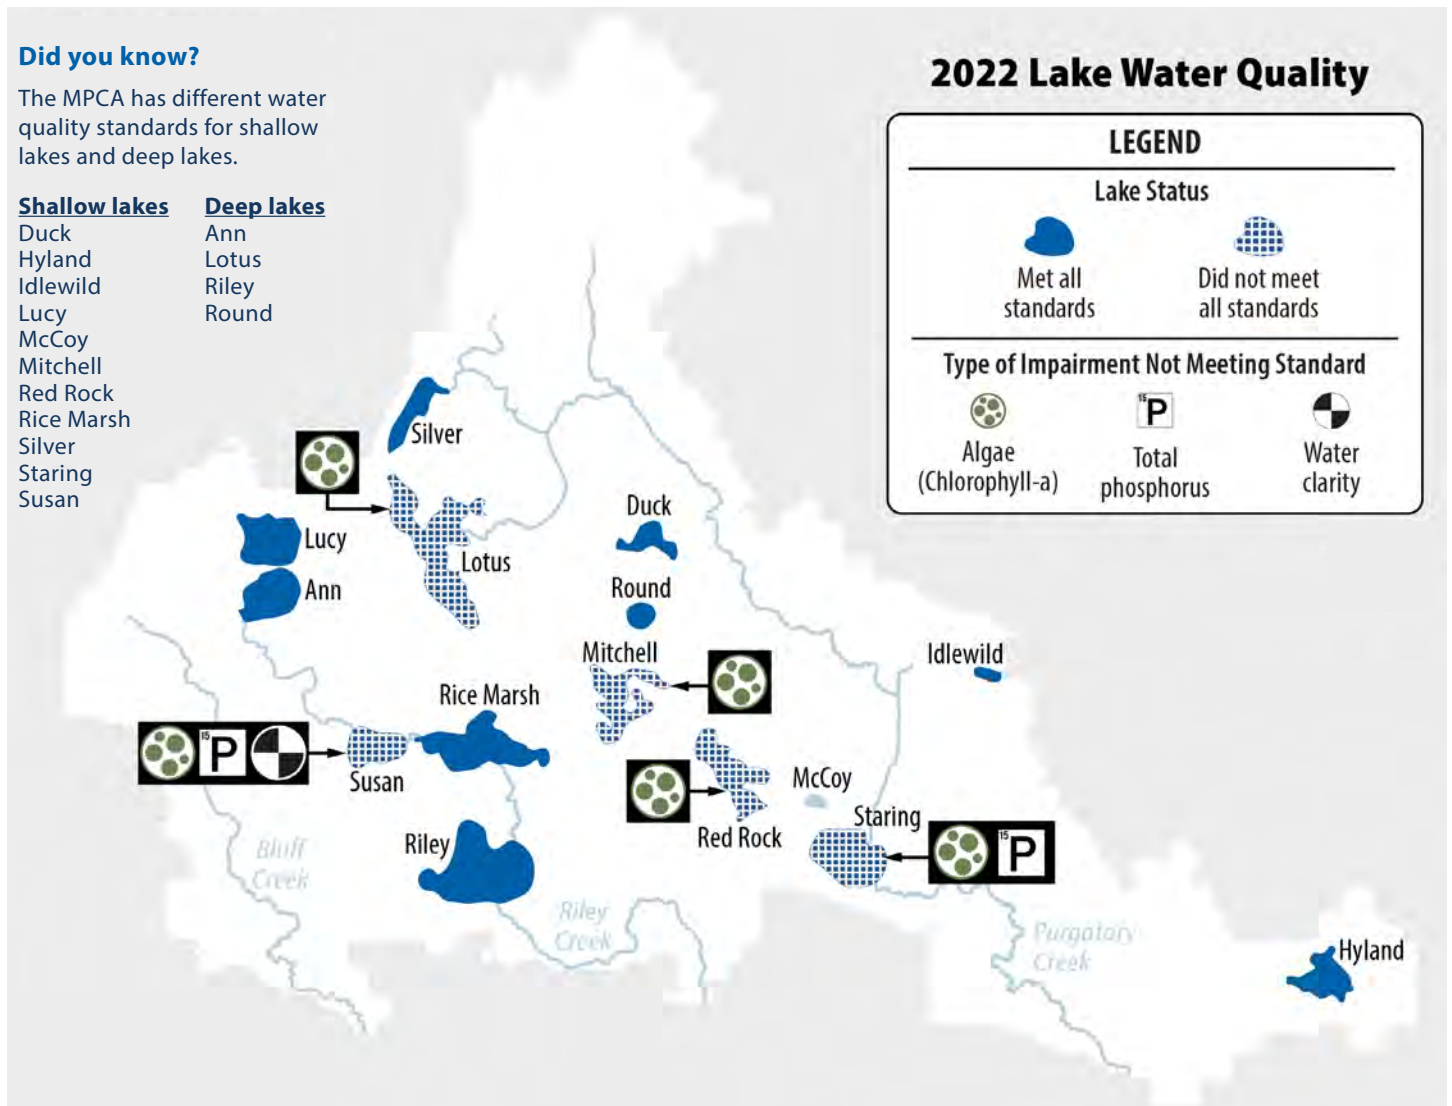 Did you know?
The MPCA has different water
quality standards for shallow
lakes and deep lakes.
Shallow lakes
Duck
Hyland
Idlewild
Lucy
McCoy
Mitchell
Red Rock
Rice Marsh
Silver
Staring
Susan
Deep lakes
Ann
Lotus
Riley
Round
2022 Lake Water Quality
LEGEND
Lake Status
Met all
standards
Did not meet
all standards
Type of Impairment Not Meeting Standard
15
P
Algae
(Chlorophyll-a)
Total
phosphorus
Water
clarity
Silver
Lucy
Ann
Lotus
Duck
Round
Mitchell
Idlewild
Rice Marsh
15
P
Susan
McCoy
Staring
Red Rock
15
P
Riley
Bluff
Creek
Riley
Creek
Purgatory
Creek
Hyland